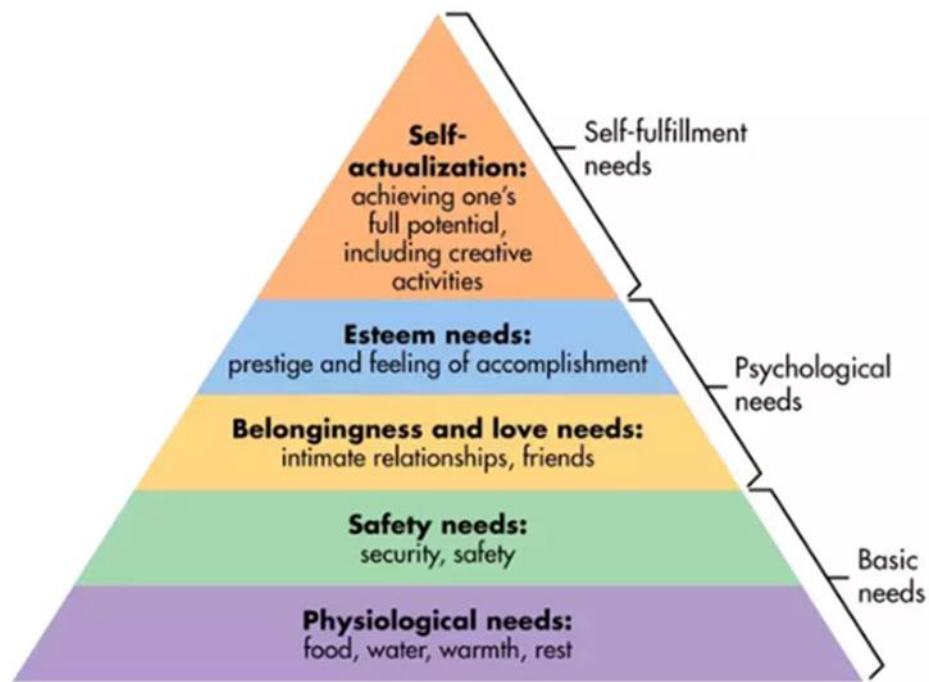 Self-
actualization:
achieving one's
full potential,
including creative
activities
Self-fulfillment
needs
Esteem needs:
prestige and feeling of accomplishment
Psychological
needs
Belongingness and love needs:
intimate relationships, friends
Safety needs:
security, safety
Basic
needs
Physiological needs:
food, water, warmth, rest